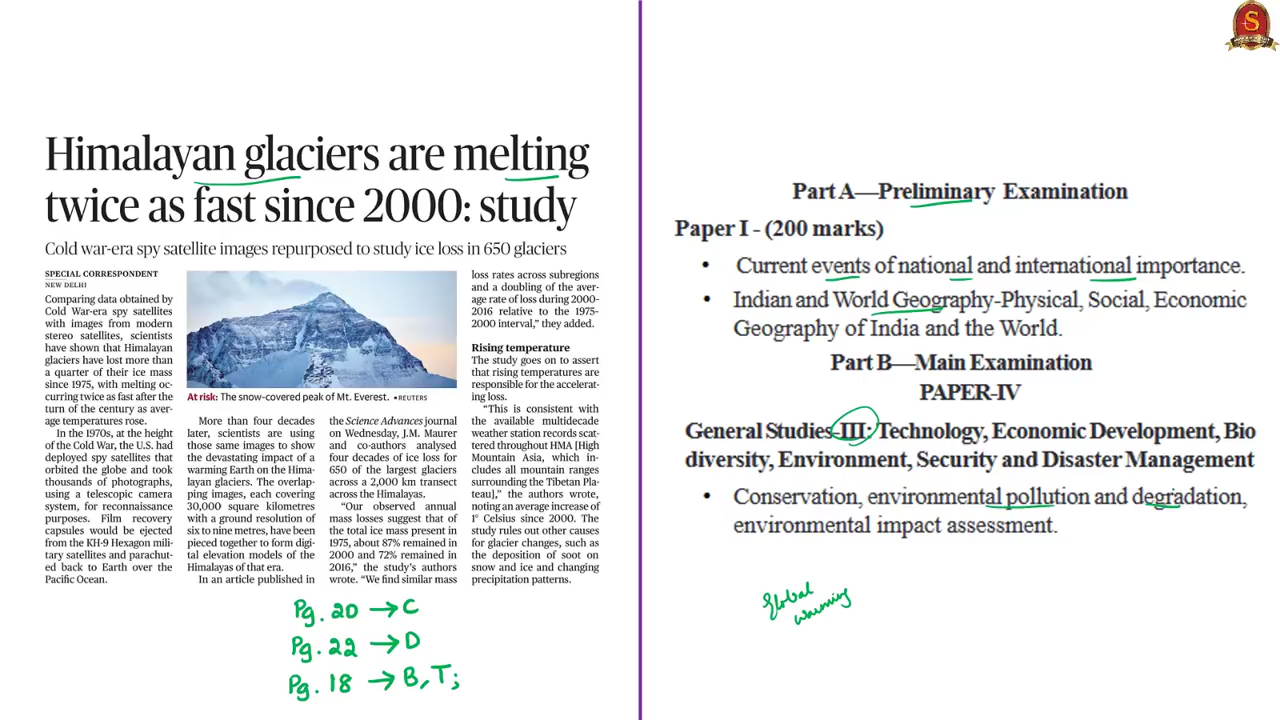 Himalayan glaciers are melting
twice as fast since 2000: study
Cold war-era spy satellite images repurposed to study ice loss in 650 glaciers
SPECIAL CORRESPONDENT
NEW DELHI
Comparing data obtained by
Cold War-era spy satellites
with images from modern
stereo satellites, scientists
have shown that Himalayan
glaciers have lost more than
a quarter of their ice mass
since 1975, with melting oc-
curring twice as fast after the
turn of the century as aver-
age temperatures rose.
In the 1970s, at the height
of the Cold War, the U.S. had
deployed spy satellites that
orbited the globe and took
thousands of photographs,
using a telescopic camera
system, for reconnaissance
purposes. Film recovery
capsules would be ejected
from the KH-9 Hexagon mili-
tary satellites and parachut-
ed back to Earth over the
Pacific Ocean.
At risk: The snow-covered peak of Mt. Everest. ▪REUTERS
More than four decades
later, scientists are using
those same images to show
the devastating impact of a
warming Earth on the Hima-
layan glaciers. The overlap-
ping images, each covering
30,000 square kilometres
with a ground resolution of
six to nine metres, have been
pieced together to form digi-
tal elevation models of the
Himalayas of that era.
In an article published in
the Science Advances journal
on Wednesday, J.M. Maurer
and co-authors analysed
four decades of ice loss for
650 of the largest glaciers
across a 2,000 km transect
across the Himalayas.
“Our observed annual
mass losses suggest that of
the total ice mass present in
1975, about 87% remained in
2000 and 72% remained in
2016,” the study's authors
wrote. “We find similar mass
loss rates across subregions
and a doubling of the aver-
age rate of loss during 2000-
2016 relative to the 1975-
2000 interval,” they added.
Rising temperature
The study goes on to assert
that rising temperatures are
responsible for the accelerat-
ing loss.
“This is consistent with
the available multidecade
weather station records scat-
tered throughout HMA [High
Mountain Asia, which in-
cludes all mountain ranges
surrounding the Tibetan Pla-
teau],” the authors wrote,
noting an average increase of
1° Celsius since 2000. The
study rules out other causes
for glacier changes, such as
the deposition of soot on
snow and ice and changing
precipitation patterns.
Pg. 20 → C
Pg. 22 → D
Pg. 18 → B, T;
S
Part A—Preliminary Examination
Paper I - (200 marks)
• Current events of national and international importance.
• Indian and World Geography-Physical, Social, Economic
Geography of India and the World.
Part B—Main Examination
PAPER-IV
General Studies-III: Technology, Economic Development, Bio
diversity, Environment, Security and Disaster Management
• Conservation, environmental pollution and degradation,
environmental impact assessment.
Global
warming